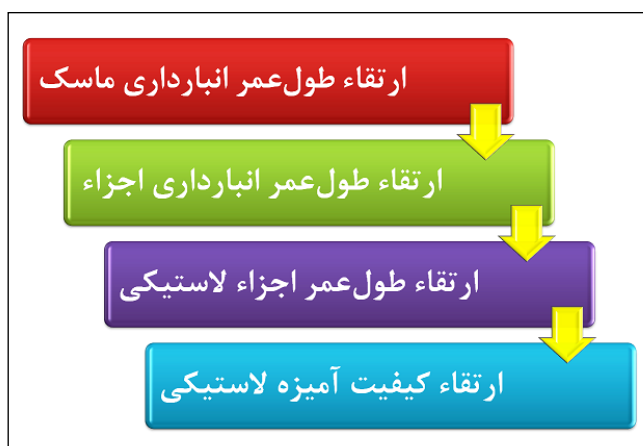 ارتقاء طول‌عمر انبارداری ماسک
ارتقاء طول‌عمر انبارداری اجزاء
ارتقاء طول‌عمر اجزاء لاستیکی
ارتقاء کیفیت آمیزه لاستیکی